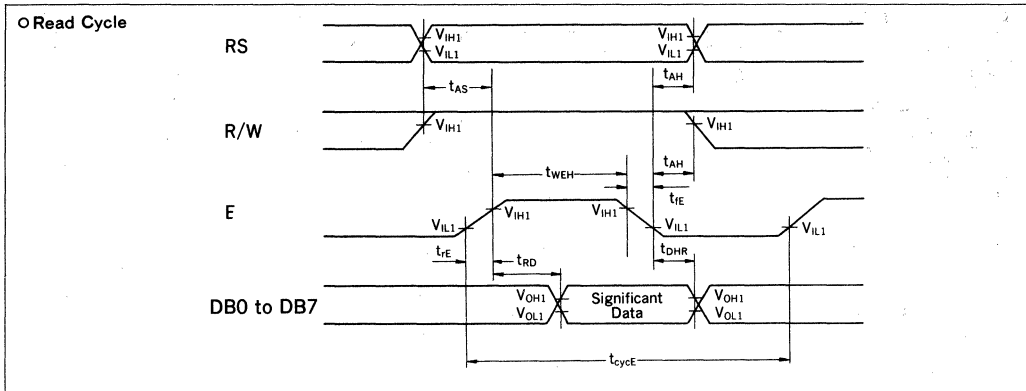 ○ Read Cycle
RS
V_IH1
V_IL1
V_IH1
V_IL1
t_AS
t_AH
R/W
V_IH1
V_IH1
t_WEH
t_AH
t_fE
E
V_IL1
V_IH1
V_IH1
V_IL1
V_IL1
t_rE
t_RD
t_DHR
DB0 to DB7
V_OH1
V_OL1
Significant
Data
V_OH1
V_OL1
t_cycE